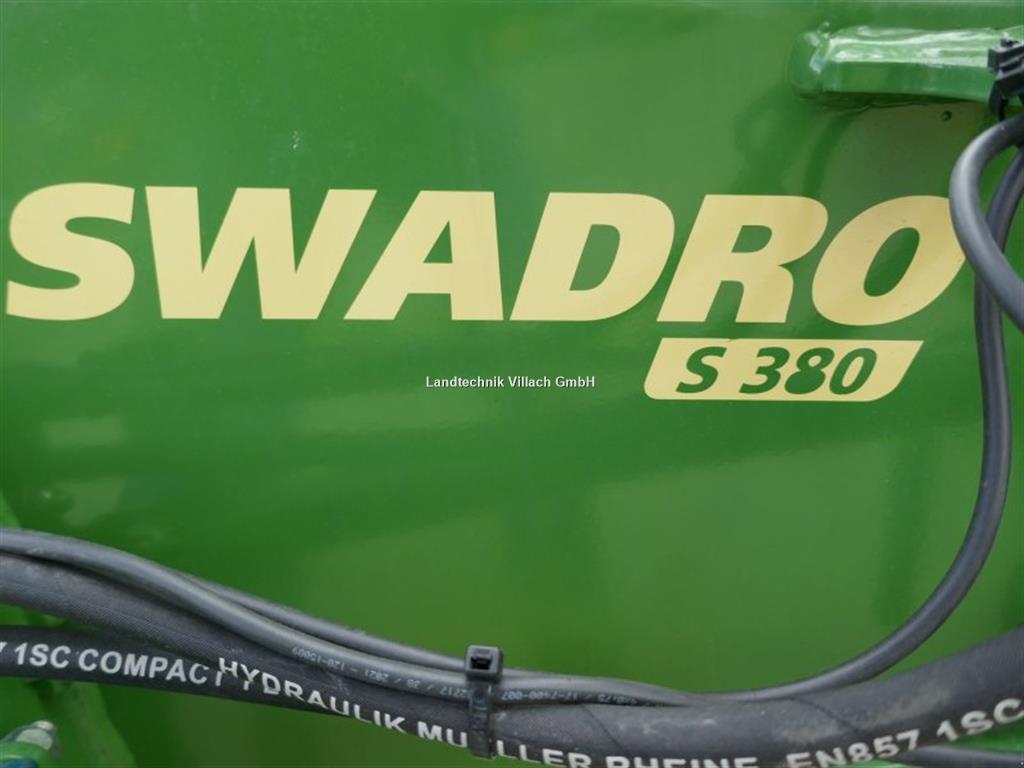 SWADRO
S 380
Landtechnik Villach GmbH
1SC COMPACT
HYDRAULIK MUELLER RHEINE EN857 1SC